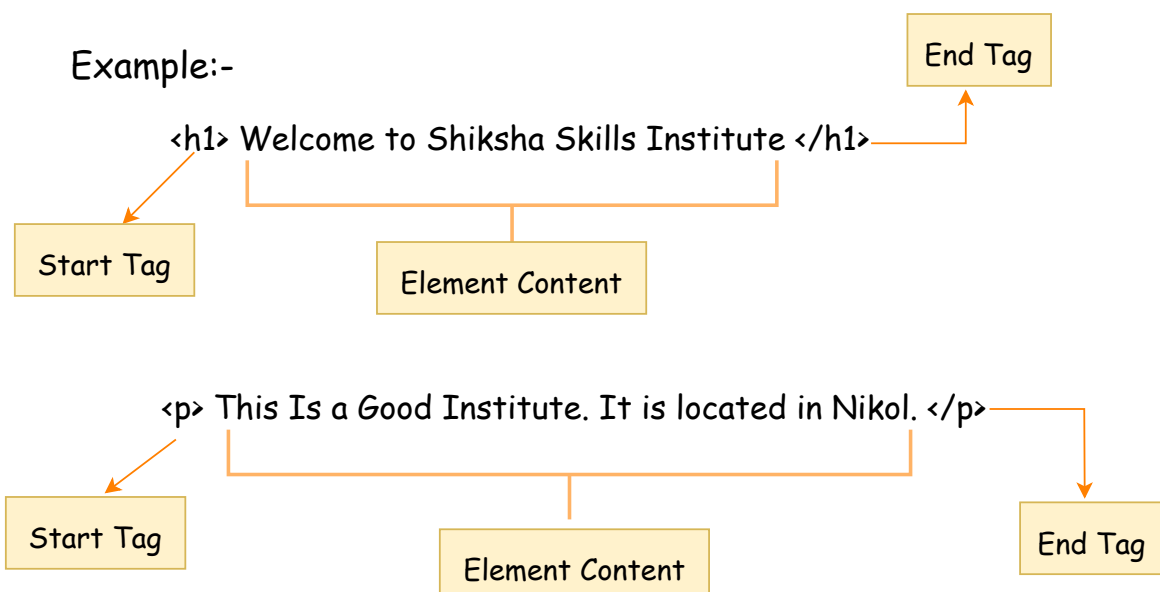 End Tag
Example:-
<h1> Welcome to Shiksha Skills Institute </h1>
Start Tag
Element Content
<p> This Is a Good Institute. It is located in Nikol. </p>
Start Tag
End Tag
Element Content